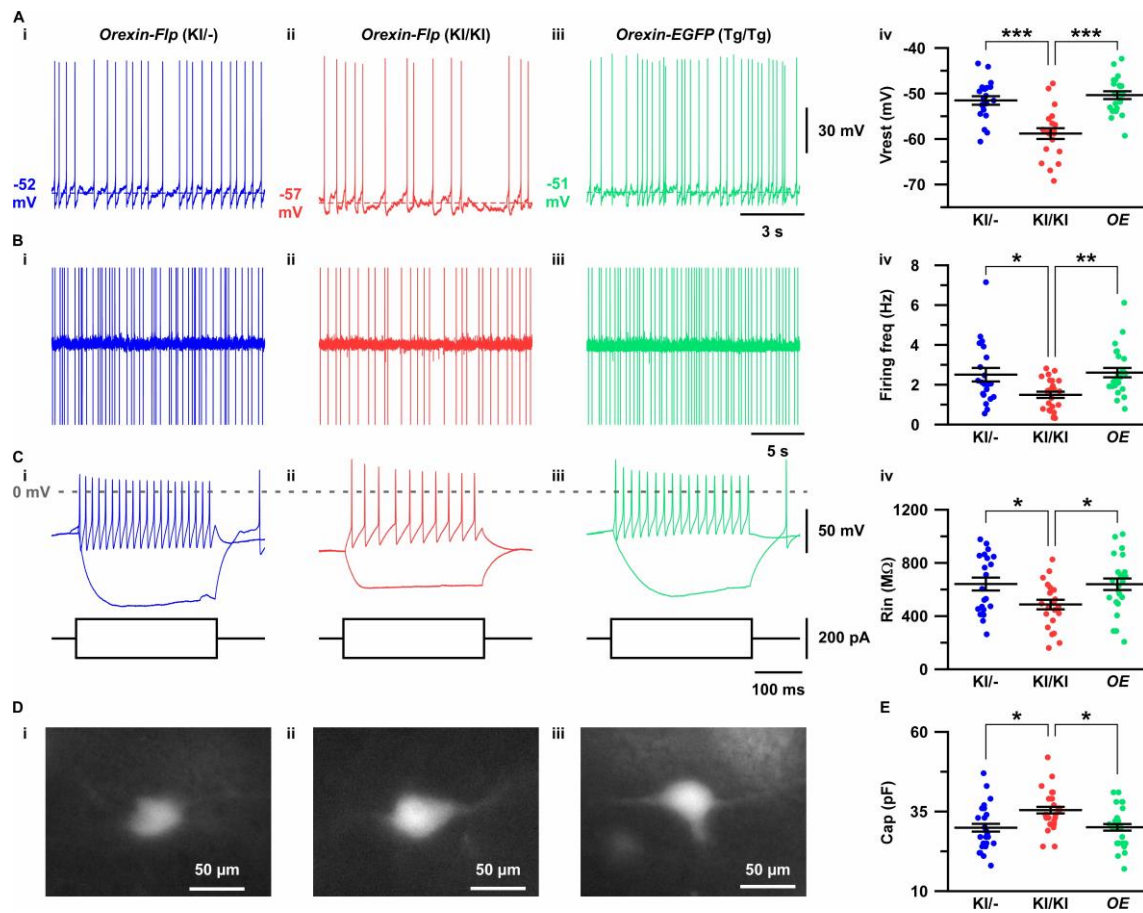 A
i Orexin-Flp (KI/-) ii Orexin-Flp (KI/KI) iii Orexin-EGFP (Tg/Tg) iv
-52 mV
-57 mV
-51 mV
30 mV
3 s
*** ***
Vrest (mV)
-40
-50
-60
-70
KI/- KI/KI OE
B
i ii iii iv
5 s
* **
Firing freq (Hz)
8
6
4
2
0
KI/- KI/KI OE
C
i ii iii iv
0 mV
50 mV
200 pA
100 ms
* *
Rin (MΩ)
1200
800
400
0
KI/- KI/KI OE
D
i ii iii
50 µm 50 µm 50 µm
E
* *
Cap (pF)
60
35
10
KI/- KI/KI OE